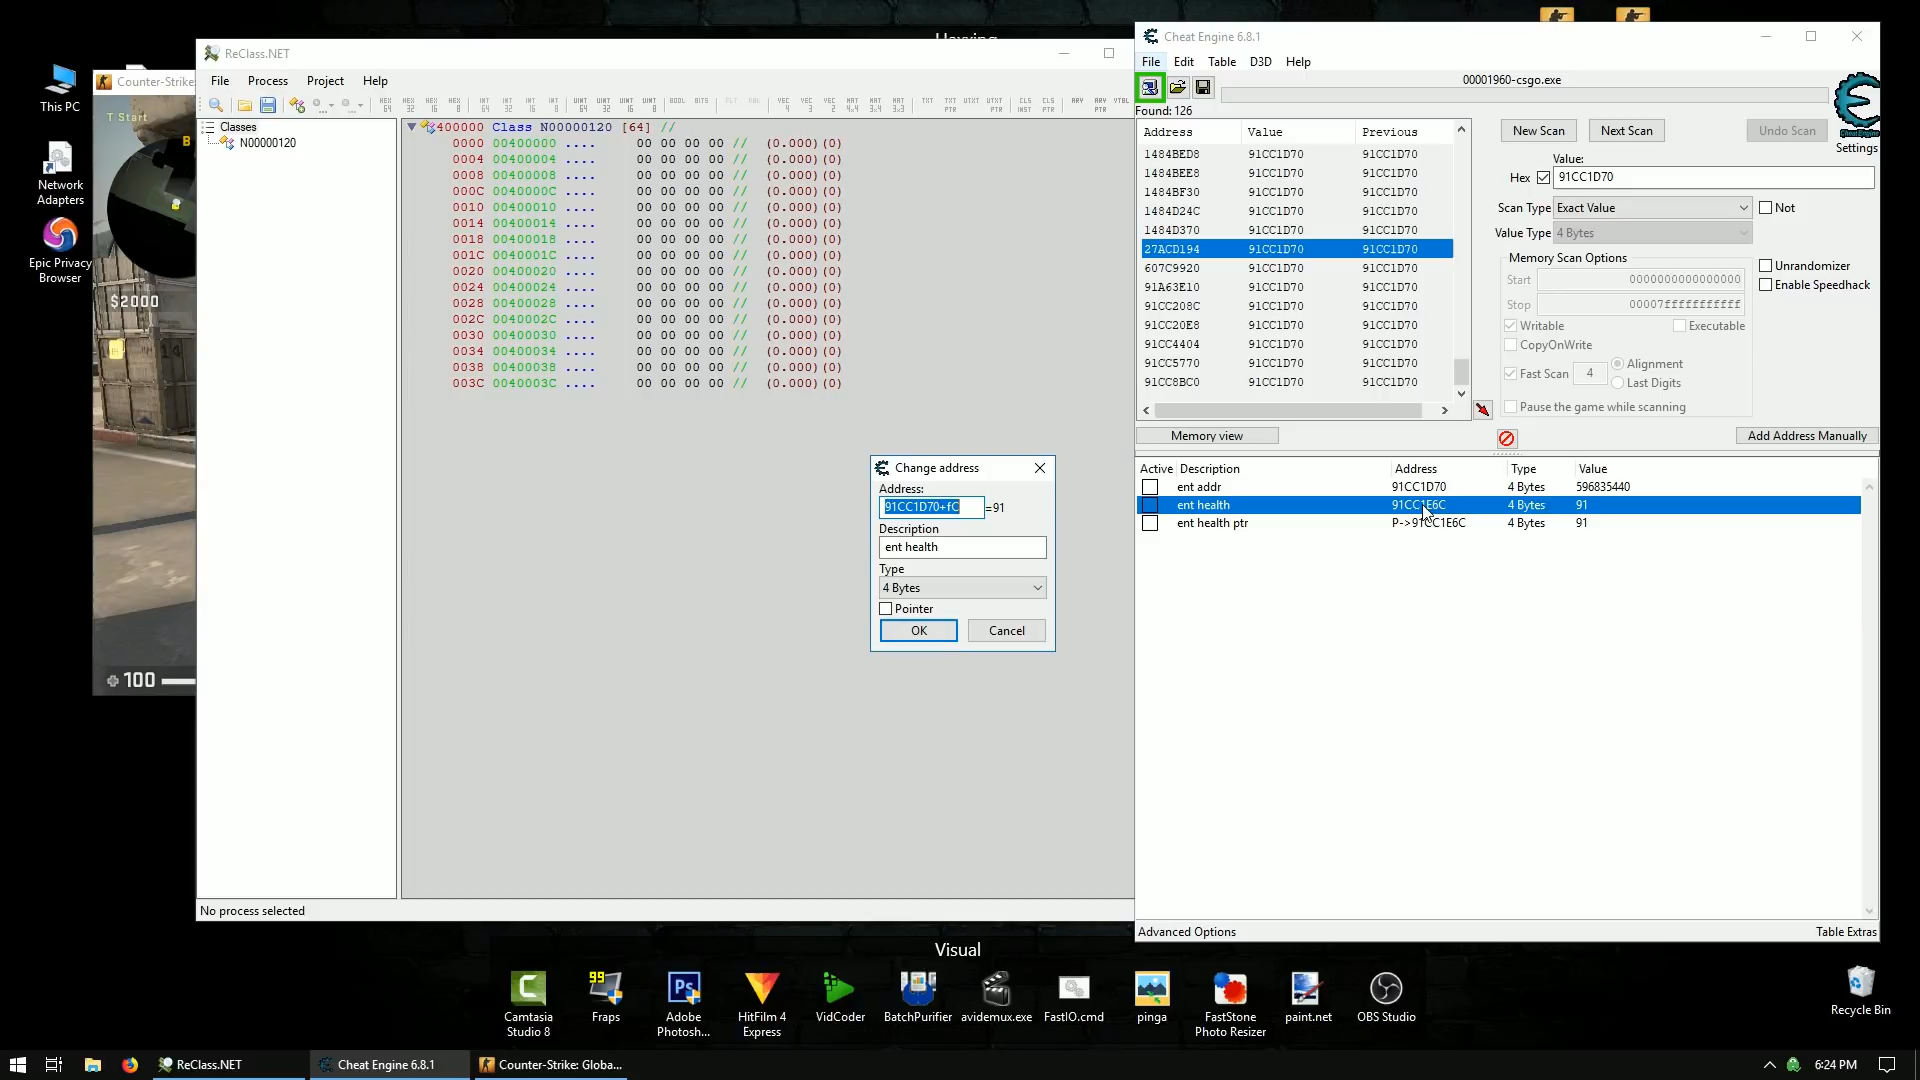 This PC
Network
Adapters
Epic Privacy
Browser
Counter-Strike:
T Start
B
$2000
100
ReClass.NET
File Process Project Help
Classes
N00000120
400000 Class N00000120 [64] //
0000 00400000 .... 00 00 00 00 // (0.000)(0)
0004 00400004 .... 00 00 00 00 // (0.000)(0)
0008 00400008 .... 00 00 00 00 // (0.000)(0)
000C 0040000C .... 00 00 00 00 // (0.000)(0)
0010 00400010 .... 00 00 00 00 // (0.000)(0)
0014 00400014 .... 00 00 00 00 // (0.000)(0)
0018 00400018 .... 00 00 00 00 // (0.000)(0)
001C 0040001C .... 00 00 00 00 // (0.000)(0)
0020 00400020 .... 00 00 00 00 // (0.000)(0)
0024 00400024 .... 00 00 00 00 // (0.000)(0)
0028 00400028 .... 00 00 00 00 // (0.000)(0)
002C 0040002C .... 00 00 00 00 // (0.000)(0)
0030 00400030 .... 00 00 00 00 // (0.000)(0)
0034 00400034 .... 00 00 00 00 // (0.000)(0)
0038 00400038 .... 00 00 00 00 // (0.000)(0)
003C 0040003C .... 00 00 00 00 // (0.000)(0)
No process selected
Change address
Address:
91CC1D70+fC =91
Description
ent health
Type
4 Bytes
Pointer
OK Cancel
Cheat Engine 6.8.1
File Edit Table D3D Help
00001960-csgo.exe
Found: 126
Address Value Previous
1484BED8 91CC1D70 91CC1D70
1484BEE8 91CC1D70 91CC1D70
1484BF30 91CC1D70 91CC1D70
1484D24C 91CC1D70 91CC1D70
1484D370 91CC1D70 91CC1D70
27ACD194 91CC1D70 91CC1D70
607C9920 91CC1D70 91CC1D70
91A63E10 91CC1D70 91CC1D70
91CC208C 91CC1D70 91CC1D70
91CC20E8 91CC1D70 91CC1D70
91CC4404 91CC1D70 91CC1D70
91CC5770 91CC1D70 91CC1D70
91CC8BC0 91CC1D70 91CC1D70
New Scan Next Scan Undo Scan
Settings
Value:
Hex 91CC1D70
Scan Type Exact Value Not
Value Type 4 Bytes
Memory Scan Options
Start 0000000000000000
Stop 00007fffffffffff
Writable Executable
CopyOnWrite
Fast Scan 4 Alignment
Last Digits
Pause the game while scanning
Unrandomizer
Enable Speedhack
Memory view Add Address Manually
Active Description Address Type Value
ent addr 91CC1D70 4 Bytes 596835440
ent health 91CC1E6C 4 Bytes 91
ent health ptr P->91CC1E6C 4 Bytes 91
Advanced Options Table Extras
Visual
Camtasia
Studio 8
99
Fraps
Ps
Adobe
Photosh...
HitFilm 4
Express
VidCoder
BatchPurifier
avidemux.exe
FastIO.cmd
pinga
FastStone
Photo Resizer
paint.net
OBS Studio
Recycle Bin
ReClass.NET
Cheat Engine 6.8.1
Counter-Strike: Globa...
6:24 PM